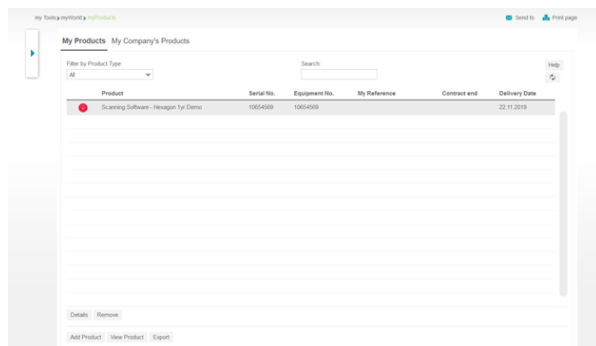 my Tools myWorld myProducts
Send to Print page
My Products My Company's Products
Filter by Product Type: Search: Help
All
Product Serial No. Equipment No. My Reference Contract end Delivery Date
Scanning Software - Hexagon 1yr Demo 10654569 10654569 22.11.2019
Details Remove
Add Product View Product Export